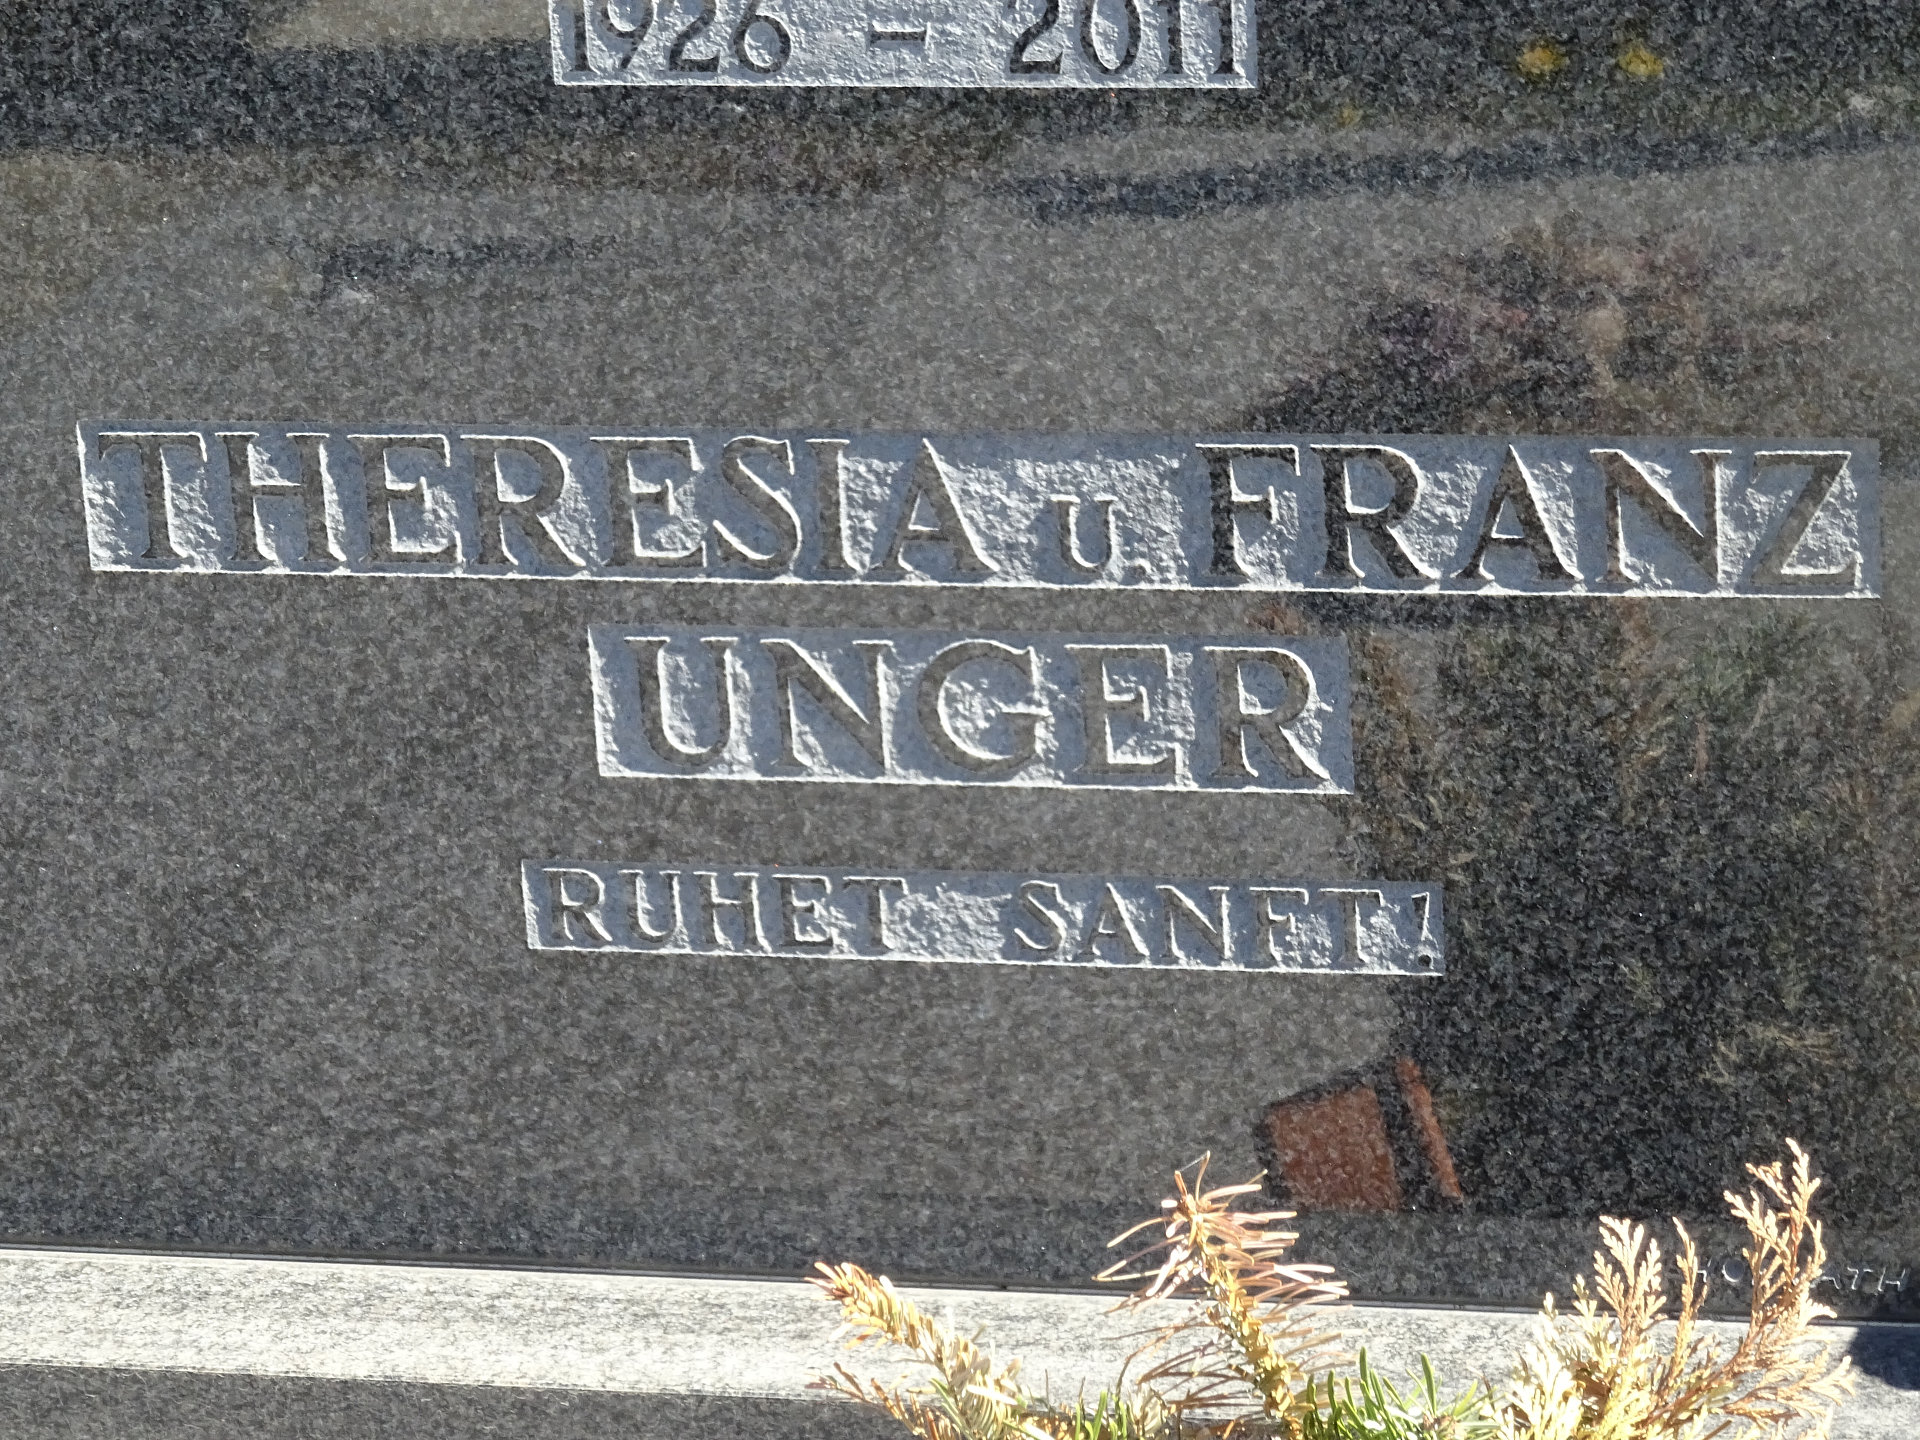 1926 - 2011
THERESIA u. FRANZ
UNGER
RUHET SANFT!